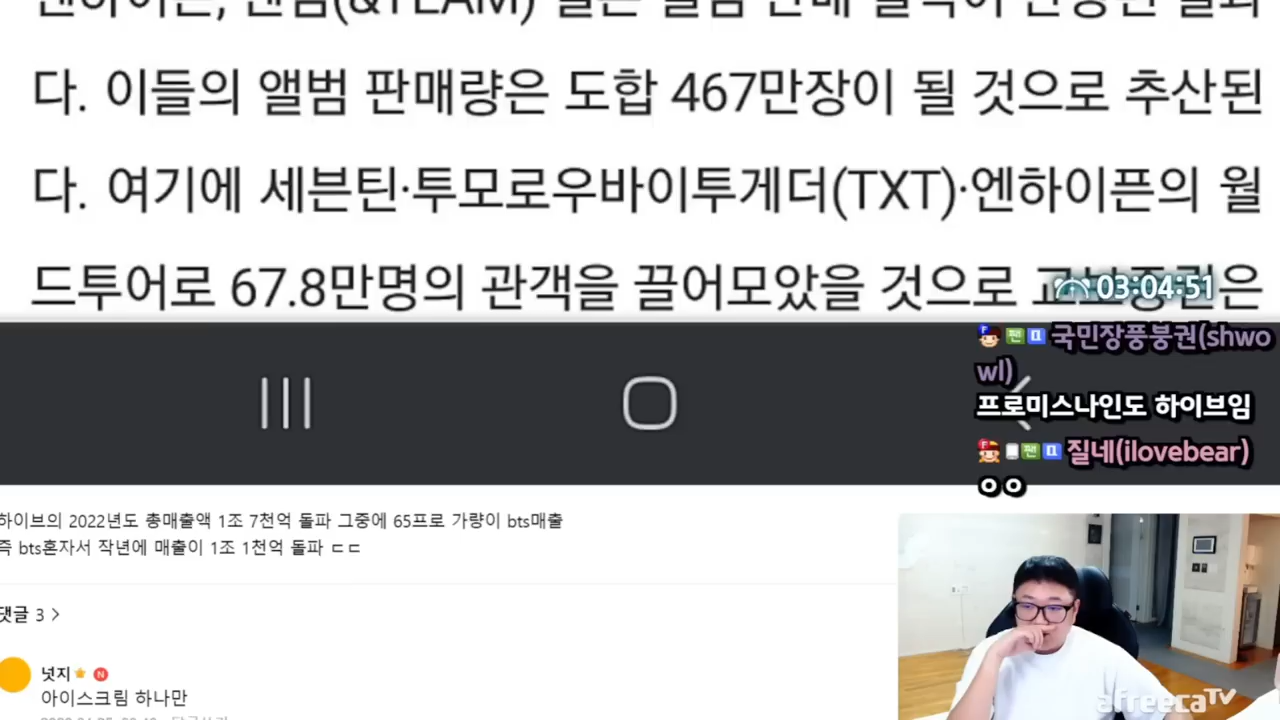 다. 이들의 앨범 판매량은 도합 467만장이 될 것으로 추산된
다. 여기에 세븐틴·투모로우바이투게더(TXT)·엔하이픈의 월
드투어로 67.8만명의 관객을 끌어모았을 것으로
03:04:51
국민장풍붕권(shwo
wl)
프로미스나인도 하이브임
질네(ilovebear)
ㅇㅇ
하이브의 2022년도 총매출액 1조 7천억 돌파 그중에 65프로 가량이 bts매출
즉 bts혼자서 작년에 매출이 1조 1천억 돌파 ㄷㄷ
댓글 3 >
넛지
아이스크림 하나만
afreecaTV